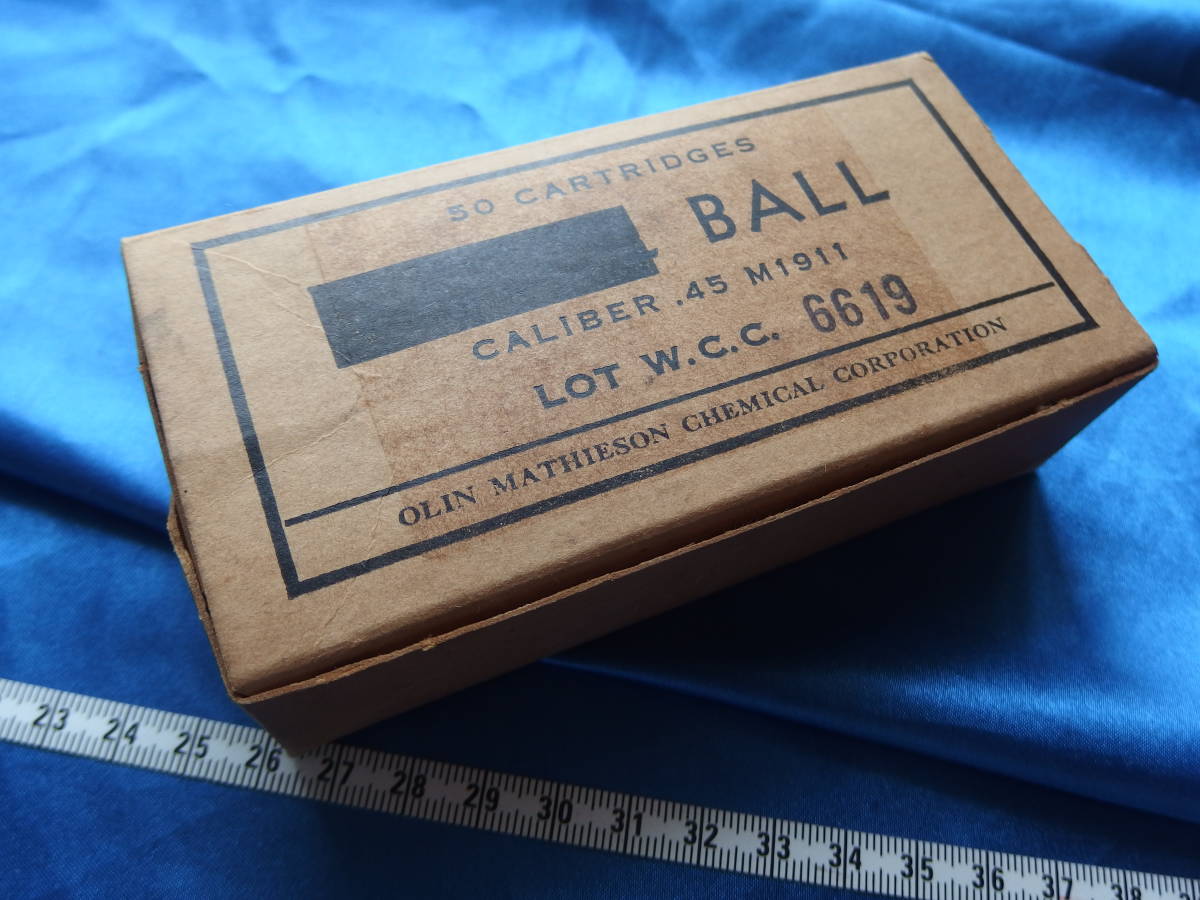 50 CARTRIDGES
BALL
CALIBER .45 M1911
LOT W.C.C. 6619
OLIN MATHIESON CHEMICAL CORPORATION
23 24 25 26 27 28 29 30 31 32 33 34 35 36 37 38